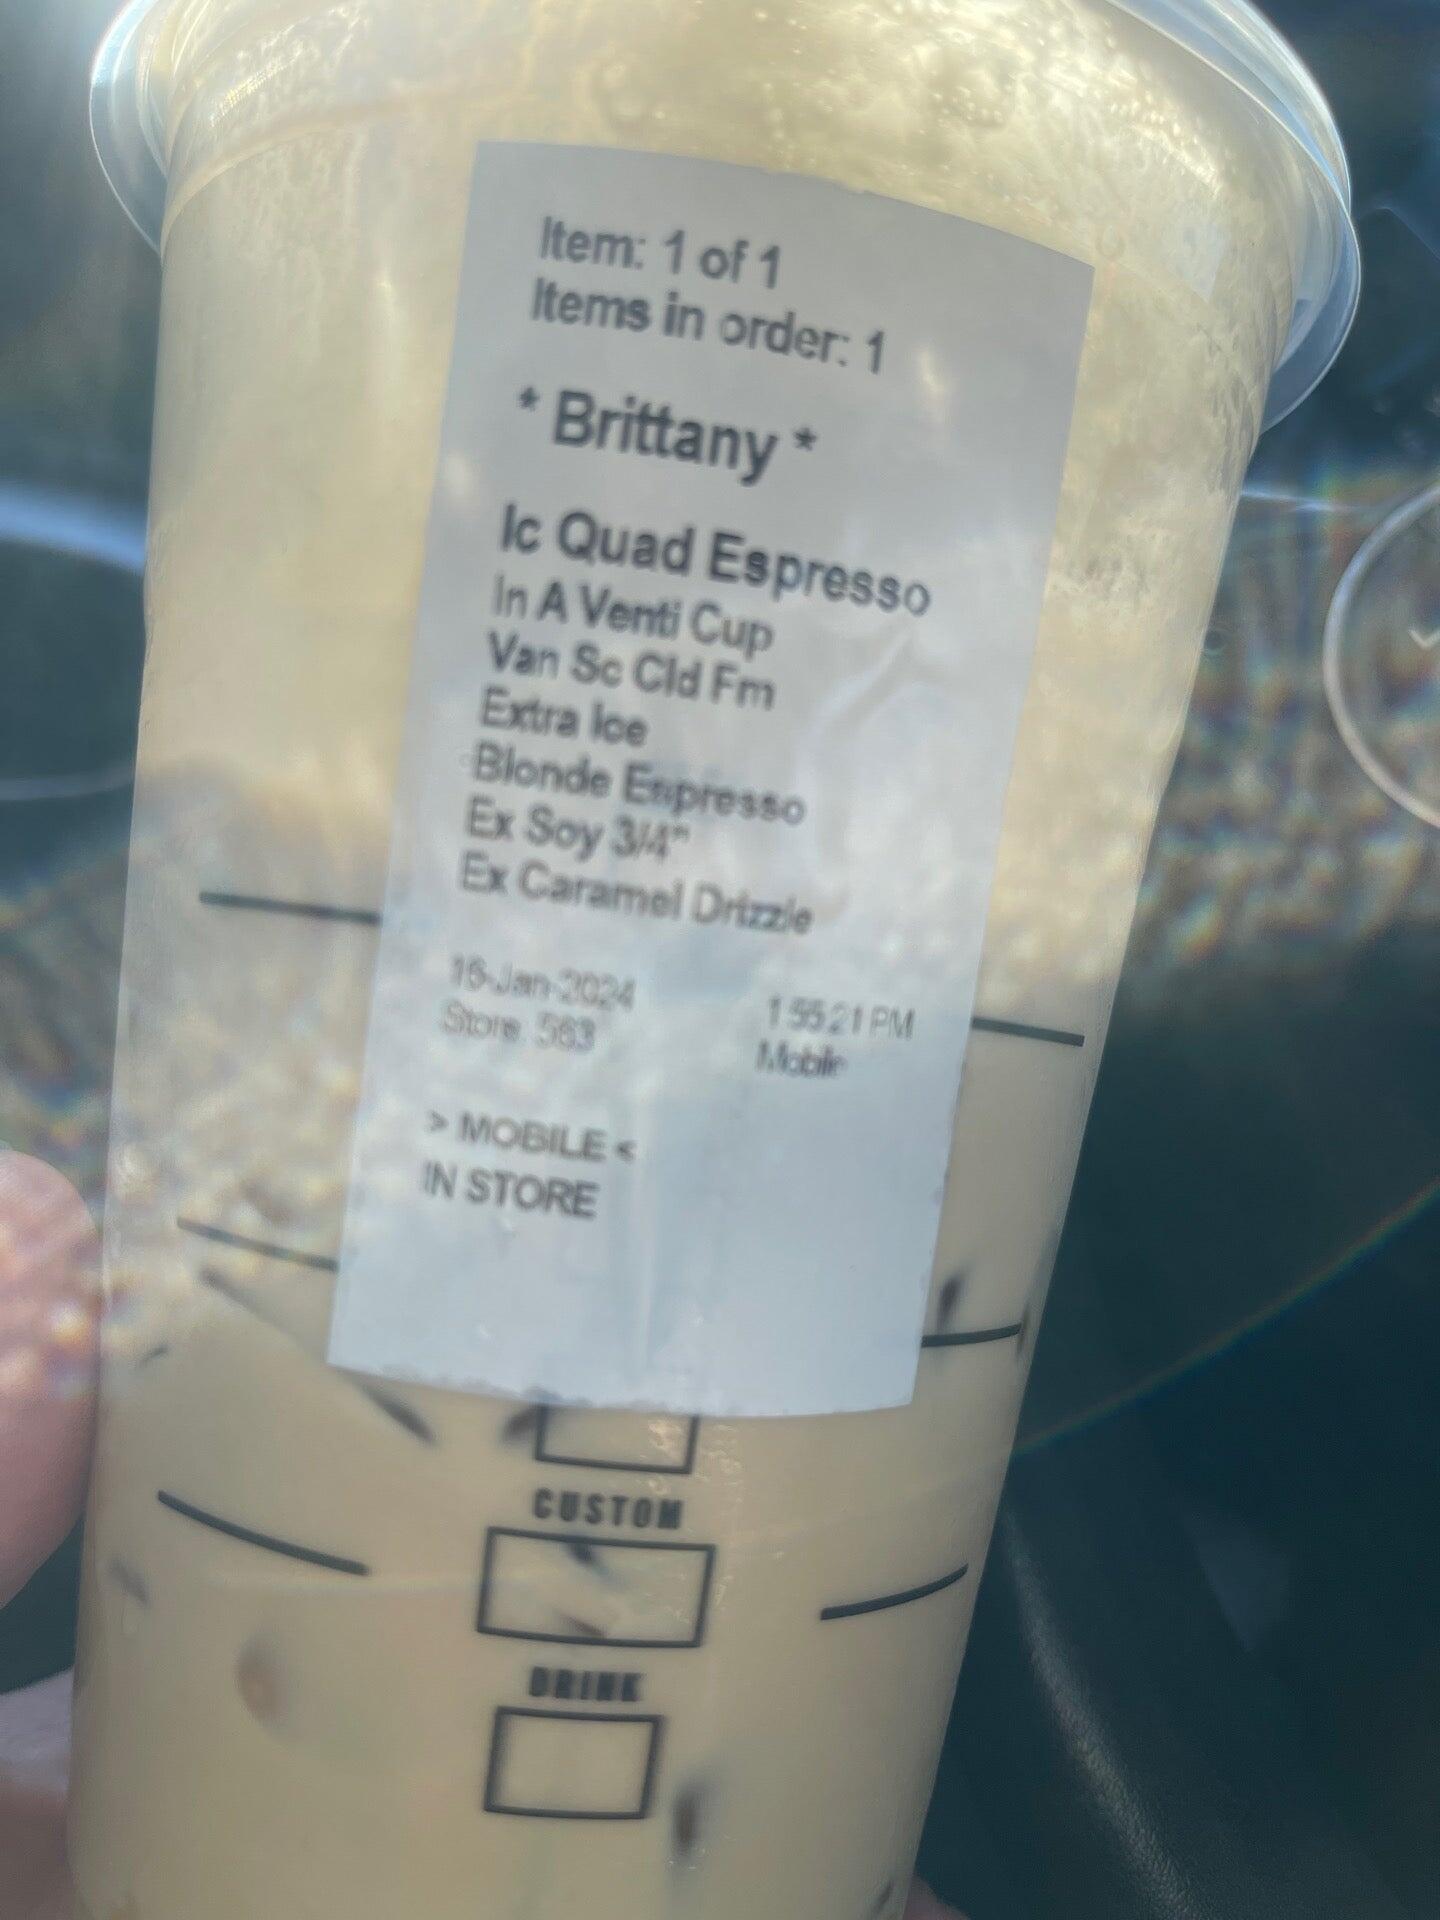 Item: 1 of 1
Items in order: 1
* Brittany *
Ic Quad Espresso
In A Venti Cup
Van Sc Cld Fm
Extra Ice
Blonde Espresso
Ex Soy 3/4"
Ex Caramel Drizzle
-Jan-2024 1:55:21 PM
Store: 563 Mobile
> MOBILE <
IN STORE
CUSTOM
DRINK